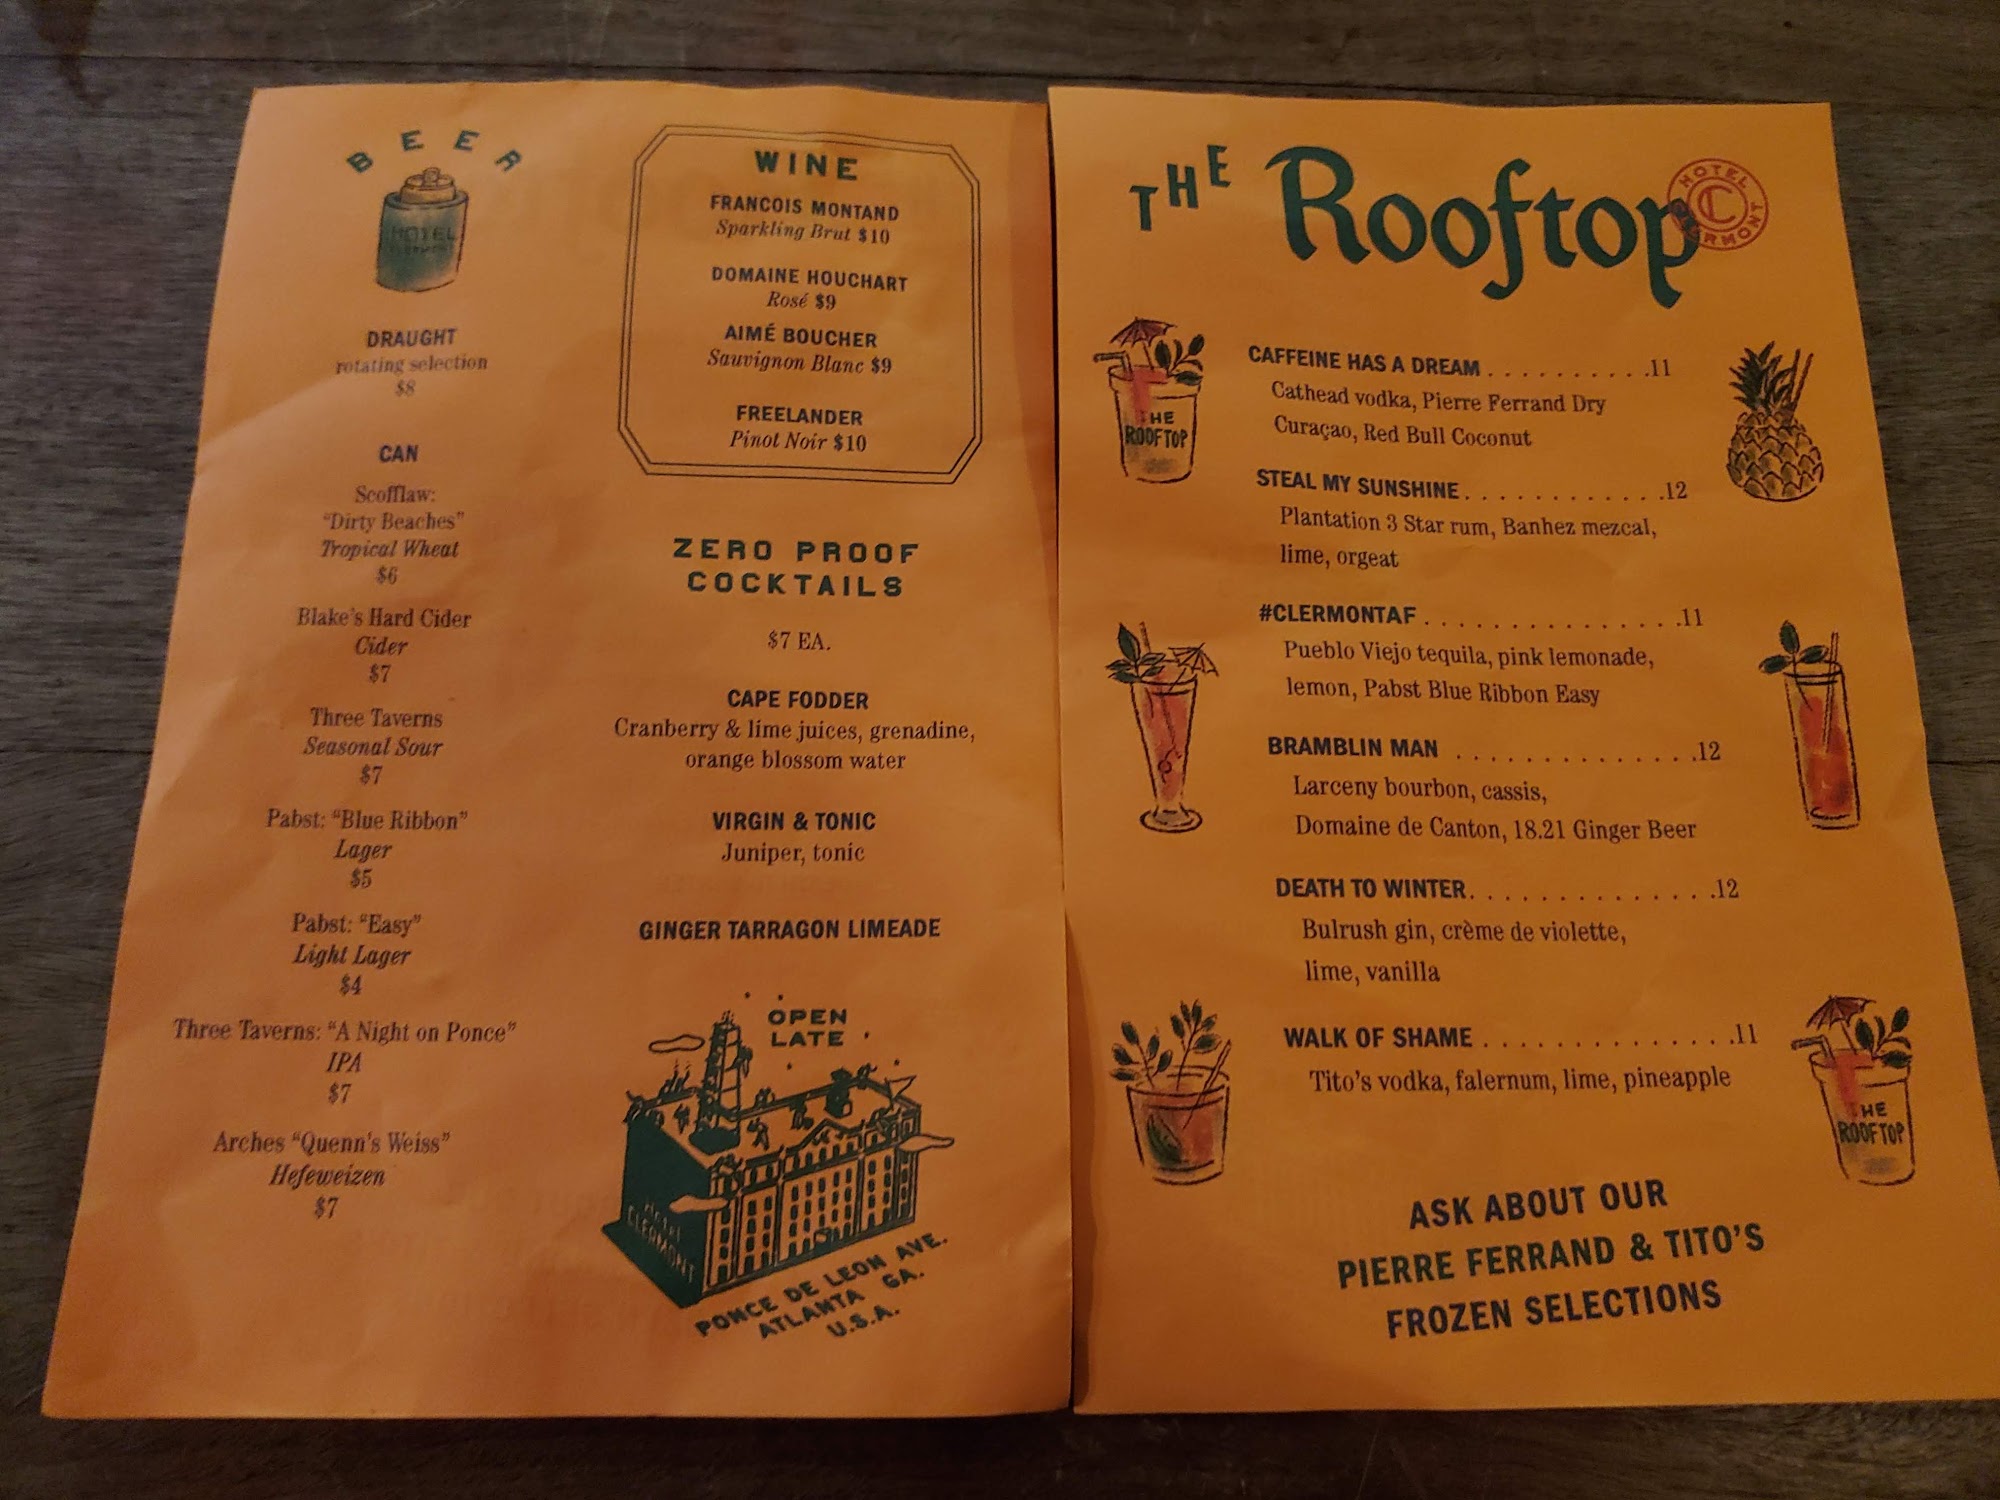 BEER
HOTEL
CLERMONT
DRAUGHT
rotating selection
$8
CAN
Scofflaw:
"Dirty Beaches"
Tropical Wheat
$6
Blake's Hard Cider
Cider
$7
Three Taverns
Seasonal Sour
$7
Pabst: "Blue Ribbon"
Lager
$5
Pabst: "Easy"
Light Lager
$4
Three Taverns: "A Night on Ponce"
IPA
$7
Arches "Quenn's Weiss"
Hefeweizen
$7
WINE
FRANCOIS MONTAND
Sparkling Brut $10
DOMAINE HOUCHART
Rosé $9
AIMÉ BOUCHER
Sauvignon Blanc $9
FREELANDER
Pinot Noir $10
ZERO PROOF
COCKTAILS
$7 EA.
CAPE FODDER
Cranberry & lime juices, grenadine,
orange blossom water
VIRGIN & TONIC
Juniper, tonic
GINGER TARRAGON LIMEADE
OPEN
LATE
HOTEL
CLERMONT
PONCE DE LEON AVE.
ATLANTA GA.
U.S.A.
THE Rooftop
HOTEL CLERMONT
C
CAFFEINE HAS A DREAM . . . . . . . . . . .11
Cathead vodka, Pierre Ferrand Dry
Curaçao, Red Bull Coconut
STEAL MY SUNSHINE . . . . . . . . . . . . .12
Plantation 3 Star rum, Banhez mezcal,
lime, orgeat
#CLERMONTAF . . . . . . . . . . . . . . . .11
Pueblo Viejo tequila, pink lemonade,
lemon, Pabst Blue Ribbon Easy
BRAMBLIN MAN . . . . . . . . . . . . . . .12
Larceny bourbon, cassis,
Domaine de Canton, 18.21 Ginger Beer
DEATH TO WINTER. . . . . . . . . . . . . . .12
Bulrush gin, crème de violette,
lime, vanilla
WALK OF SHAME . . . . . . . . . . . . . . .11
Tito's vodka, falernum, lime, pineapple
THE
ROOFTOP
THE
ROOFTOP
ASK ABOUT OUR
PIERRE FERRAND & TITO'S
FROZEN SELECTIONS